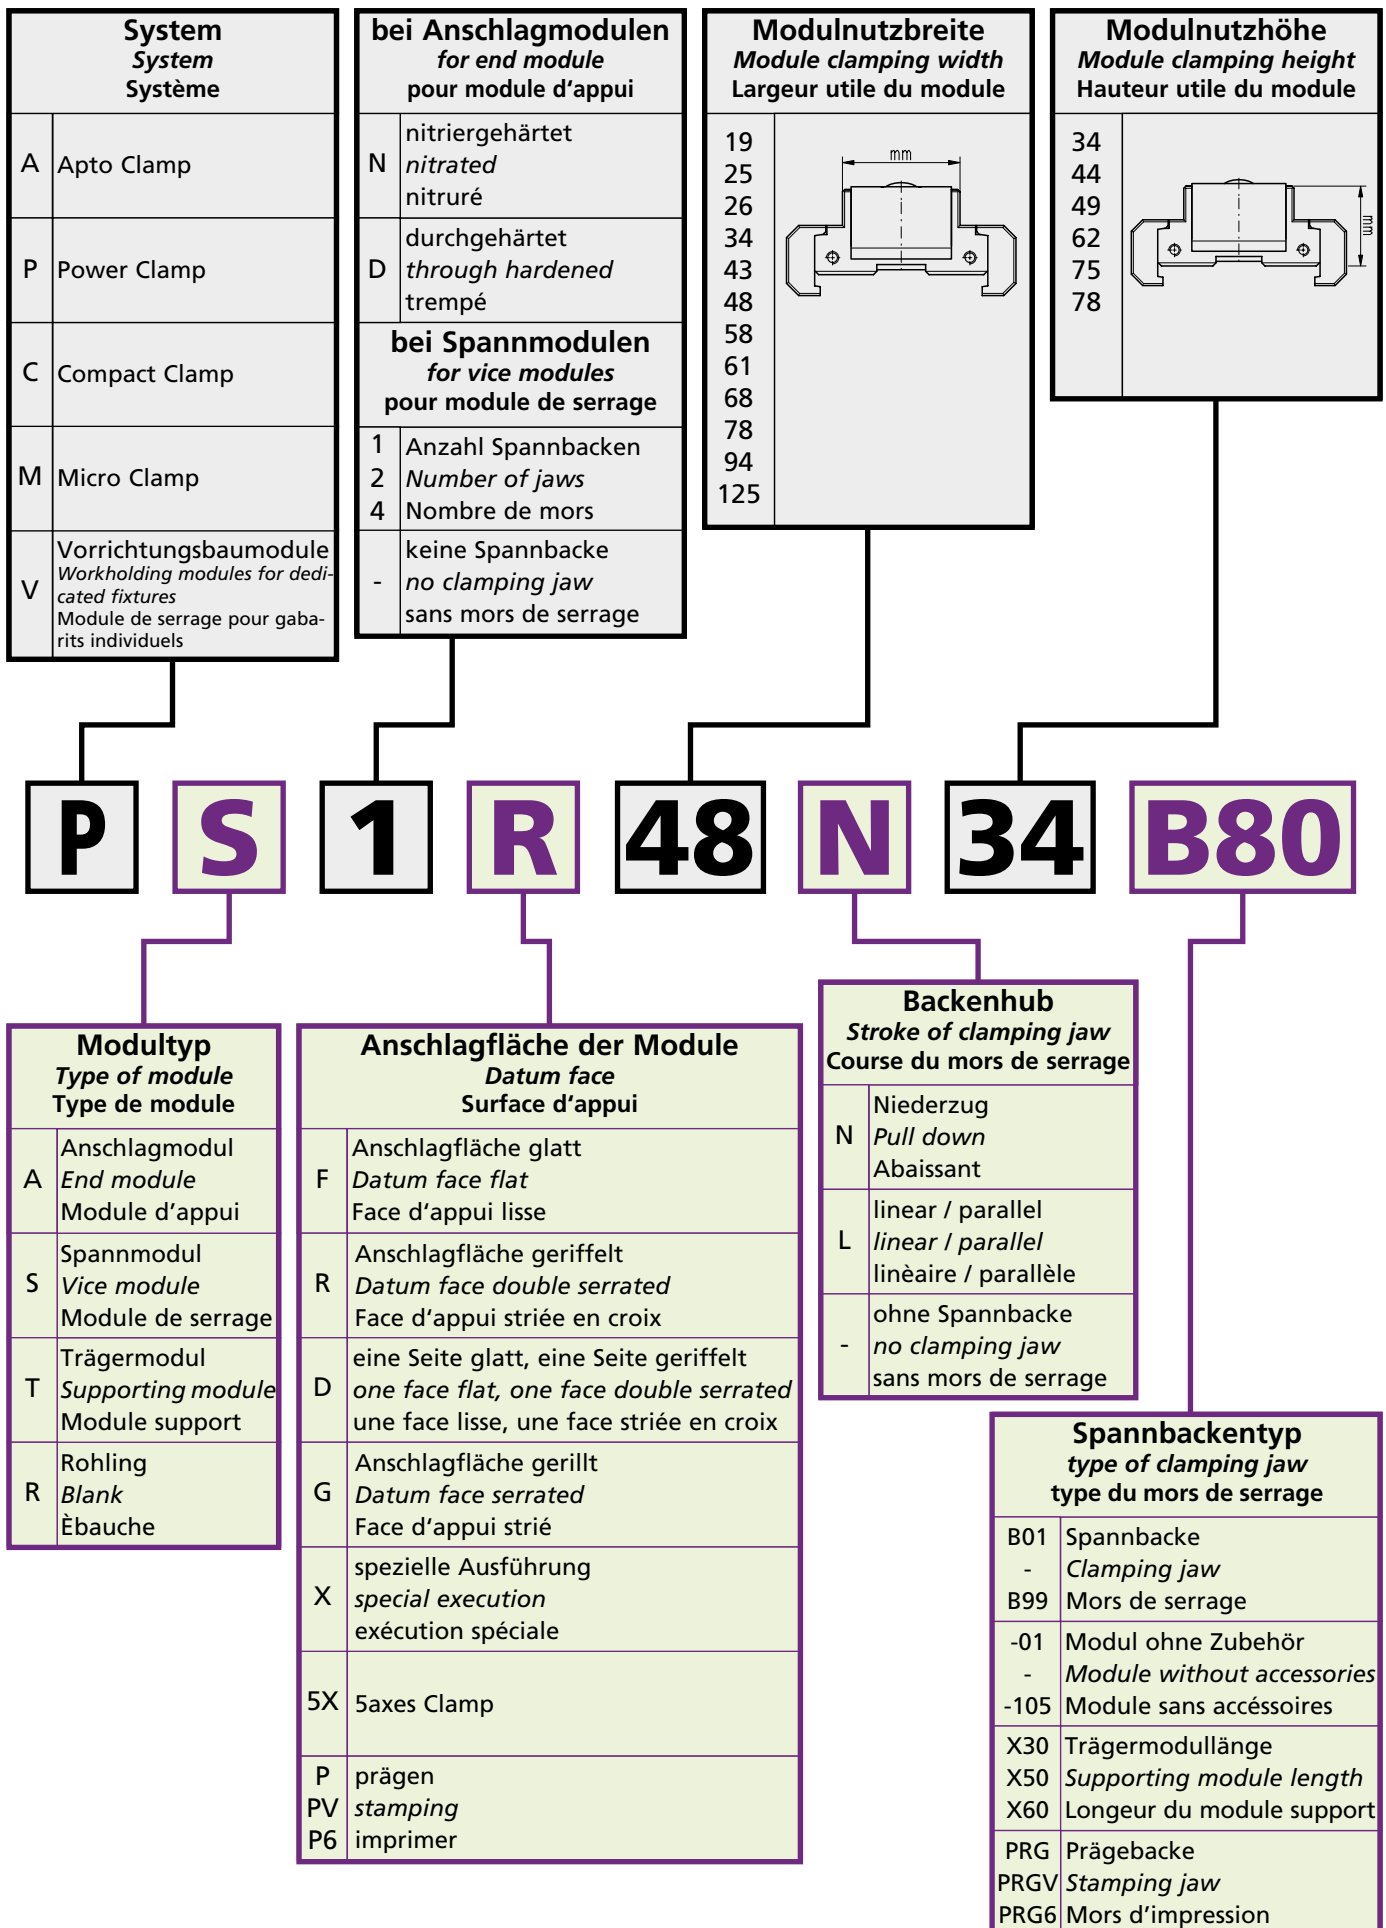 System
System
Système
A
Apto Clamp
P
Power Clamp
C
Compact Clamp
M
Micro Clamp
V
Vorrichtungsbaumodule
Workholding modules for dedi-
cated fixtures
Module de serrage pour gaba-
rits individuels
bei Anschlagmodulen
for end module
pour module d‘appui
N
nitriergehärtet
nitrated
nitruré
D
durchgehärtet
through hardened
trempé
bei Spannmodulen
for vice modules
pour module de serrage
1
2
4
Anzahl Spannbacken
Number of jaws
Nombre de mors
-
keine Spannbacke
no clamping jaw
sans mors de serrage
Modulnutzbreite
Module clamping width
Largeur utile du module
19
25
26
34
43
48
58
61
68
78
94
125
mm
Modulnutzhöhe
Module clamping height
Hauteur utile du module
34
44
49
62
75
78
mm
P S 1 R 48 N 34 B80
Modultyp
Type of module
Type de module
A
Anschlagmodul
End module
Module d'appui
S
Spannmodul
Vice module
Module de serrage
T
Trägermodul
Supporting module
Module support
R
Rohling
Blank
Èbauche
Anschlagfläche der Module
Datum face
Surface d‘appui
F
Anschlagfläche glatt
Datum face flat
Face d'appui lisse
R
Anschlagfläche geriffelt
Datum face double serrated
Face d‘appui striée en croix
D
eine Seite glatt, eine Seite geriffelt
one face flat, one face double serrated
une face lisse, une face striée en croix
G
Anschlagfläche gerillt
Datum face serrated
Face d‘appui strié
X
spezielle Ausführung
special execution
exécution spéciale
5X
5axes Clamp
P
PV
P6
prägen
stamping
imprimer
Backenhub
Stroke of clamping jaw
Course du mors de serrage
N
Niederzug
Pull down
Abaissant
L
linear / parallel
linear / parallel
linèaire / parallèle
-
ohne Spannbacke
no clamping jaw
sans mors de serrage
Spannbackentyp
type of clamping jaw
type du mors de serrage
B01
-
B99
Spannbacke
Clamping jaw
Mors de serrage
-01
-
-105
Modul ohne Zubehör
Module without accessories
Module sans accéssoires
X30
X50
X60
Trägermodullänge
Supporting module length
Longeur du module support
PRG
PRGV
PRG6
Prägebacke
Stamping jaw
Mors d’impression